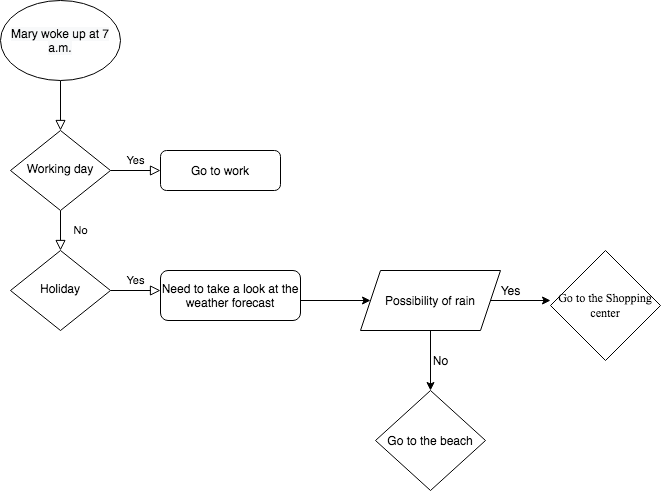 Mary woke up at 7
a.m.
Working day
Yes
Go to work
No
Holiday
Yes
Need to take a look at the
weather forecast
Possibility of rain
Yes
Go to the Shopping
center
No
Go to the beach